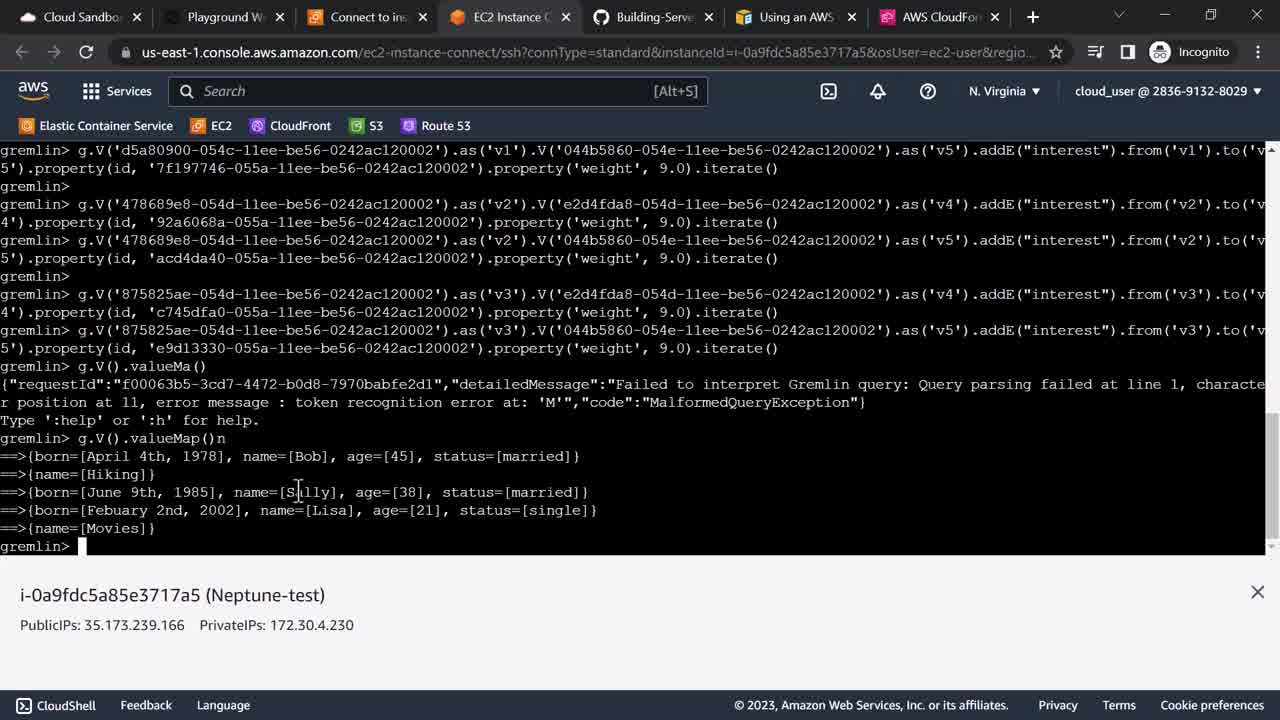 Cloud Sandbo
Playground W
Connect to ins
EC2 Instance C
Building-Serve
Using an AWS
AWS CloudFor
us-east-1.console.aws.amazon.com/ec2-instance-connect/ssh?connType=standard&instanceId=i-0a9fdc5a85e3717a5&osUser=ec2-user&regio...
Incognito
aws
Services
Search
[Alt+S]
N. Virginia
cloud_user @ 2836-9132-8029
Elastic Container Service
EC2
CloudFront
S3
Route 53
gremlin> g.V('d5a80900-054c-11ee-be56-0242ac120002').as('v1').V('044b5860-054e-11ee-be56-0242ac120002').as('v5').addE("interest").from('v1').to('v
5').property(id, '7f197746-055a-11ee-be56-0242ac120002').property('weight', 9.0).iterate()
gremlin>
gremlin> g.V('478689e8-054d-11ee-be56-0242ac120002').as('v2').V('e2d4fda8-054d-11ee-be56-0242ac120002').as('v4').addE("interest").from('v2').to('v
4').property(id, '92a6068a-055a-11ee-be56-0242ac120002').property('weight', 9.0).iterate()
gremlin> g.V('478689e8-054d-11ee-be56-0242ac120002').as('v2').V('044b5860-054e-11ee-be56-0242ac120002').as('v5').addE("interest").from('v2').to('v
5').property(id, 'acd4da40-055a-11ee-be56-0242ac120002').property('weight', 9.0).iterate()
gremlin>
gremlin> g.V('875825ae-054d-11ee-be56-0242ac120002').as('v3').V('e2d4fda8-054d-11ee-be56-0242ac120002').as('v4').addE("interest").from('v3').to('v
4').property(id, 'c745dfa0-055a-11ee-be56-0242ac120002').property('weight', 9.0).iterate()
gremlin> g.V('875825ae-054d-11ee-be56-0242ac120002').as('v3').V('044b5860-054e-11ee-be56-0242ac120002').as('v5').addE("interest").from('v3').to('v
5').property(id, 'e9d13330-055a-11ee-be56-0242ac120002').property('weight', 9.0).iterate()
gremlin> g.V().valueMa()
{"requestId":"f00063b5-3cd7-4472-b0d8-7970babfe2d1","detailedMessage":"Failed to interpret Gremlin query: Query parsing failed at line 1, characte
r position at 11, error message : token recognition error at: 'M'","code":"MalformedQueryException"}
Type ':help' or ':h' for help.
gremlin> g.V().valueMap()n
==>{born=[April 4th, 1978], name=[Bob], age=[45], status=[married]}
==>{name=[Hiking]}
==>{born=[June 9th, 1985], name=[Sally], age=[38], status=[married]}
==>{born=[Febuary 2nd, 2002], name=[Lisa], age=[21], status=[single]}
==>{name=[Movies]}
gremlin>
i-0a9fdc5a85e3717a5 (Neptune-test)
PublicIPs: 35.173.239.166 PrivateIPs: 172.30.4.230
CloudShell
Feedback
Language
© 2023, Amazon Web Services, Inc. or its affiliates.
Privacy
Terms
Cookie preferences